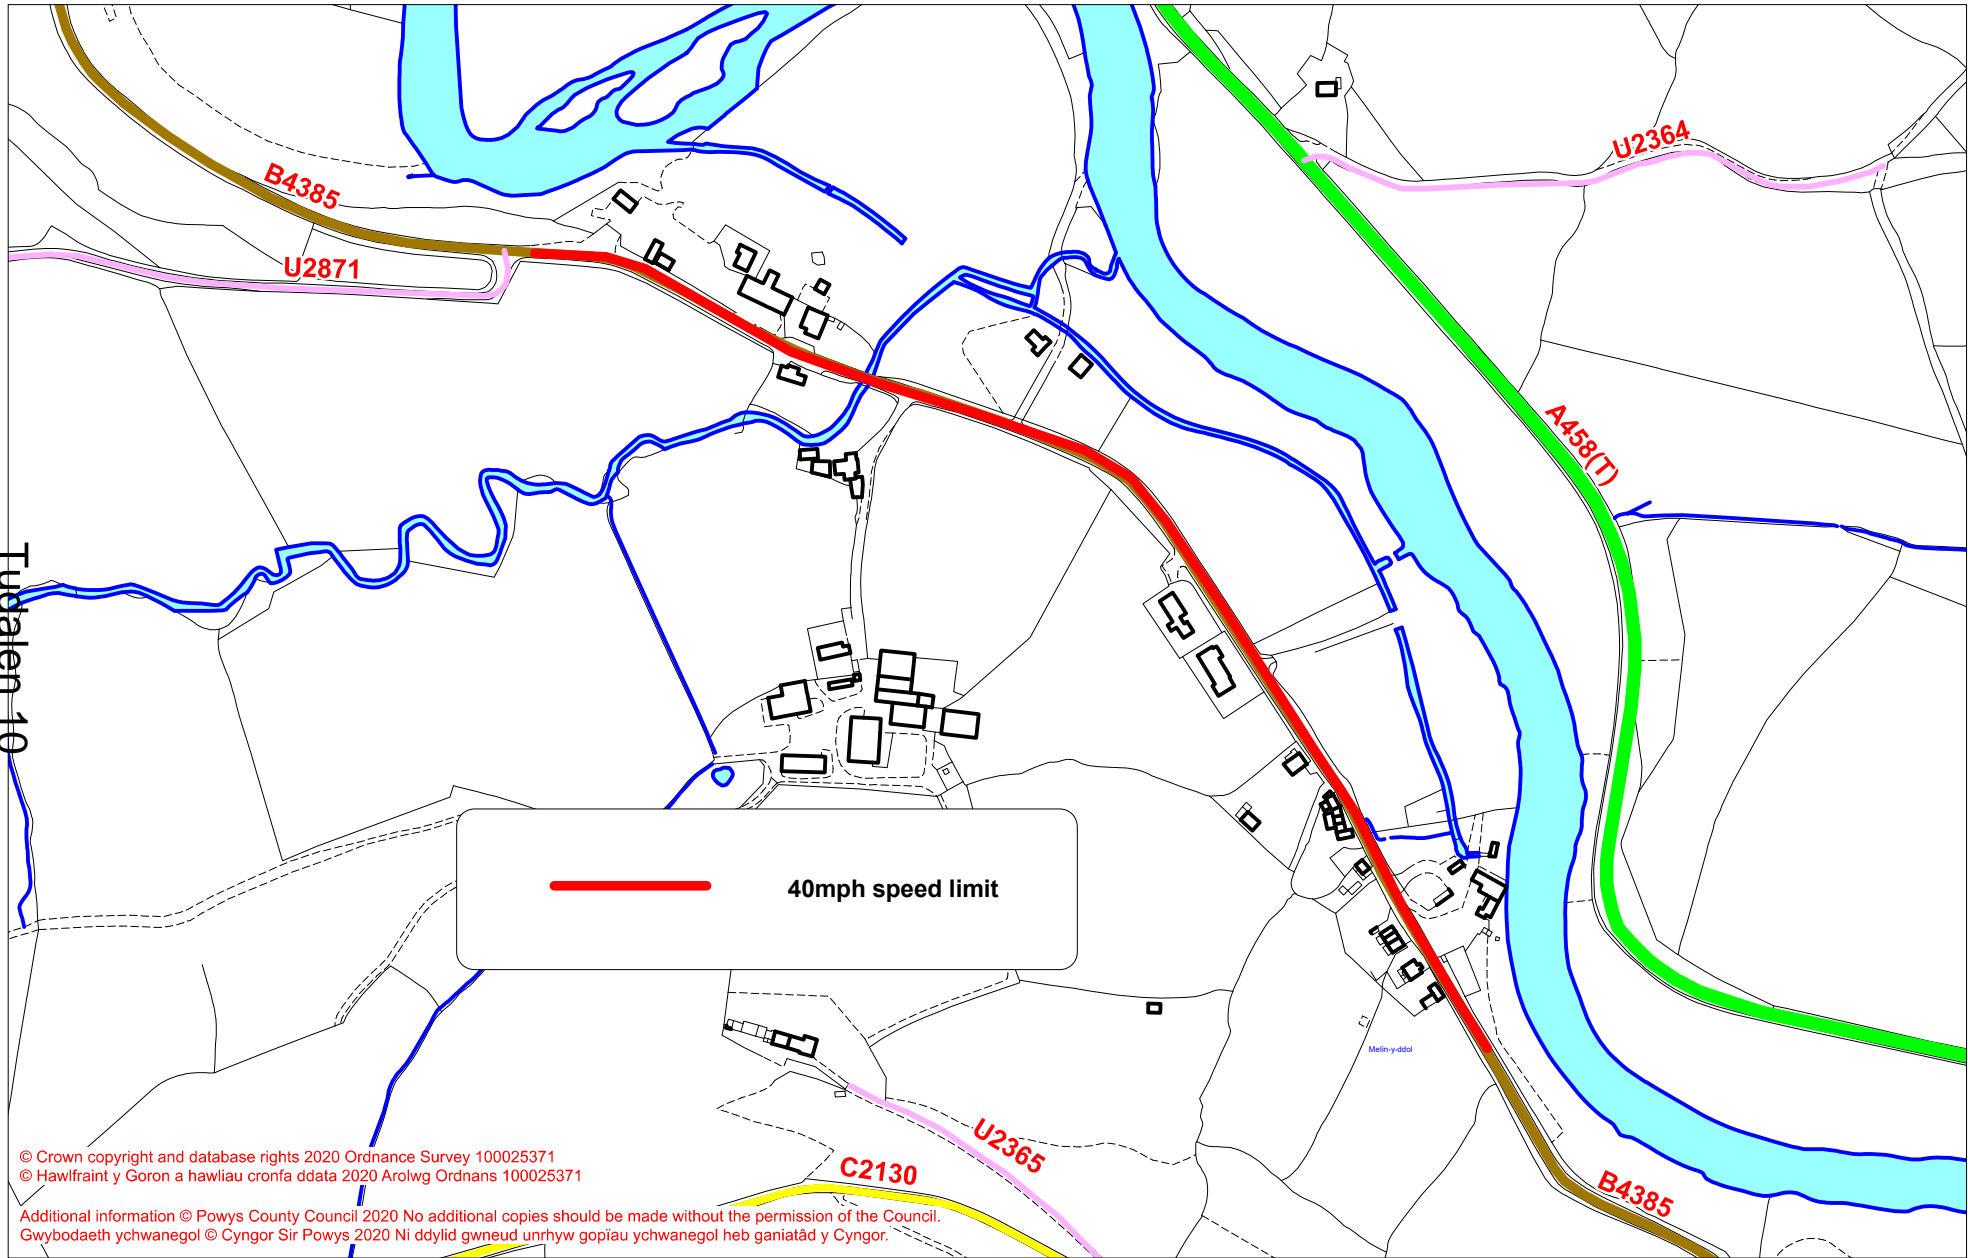 B4385
U2364
U2871
A458(T)
Tudalen 10
40mph speed limit
Melin-y-ddol
U2365
C2130
B4385
© Crown copyright and database rights 2020 Ordnance Survey 100025371
© Hawlfraint y Goron a hawliau cronfa ddata 2020 Arolwg Ordnans 100025371
Additional information © Powys County Council 2020 No additional copies should be made without the permission of the Council.
Gwybodaeth ychwanegol © Cyngor Sir Powys 2020 Ni ddylid gwneud unrhyw gopïau ychwanegol heb ganiatâd y Cyngor.